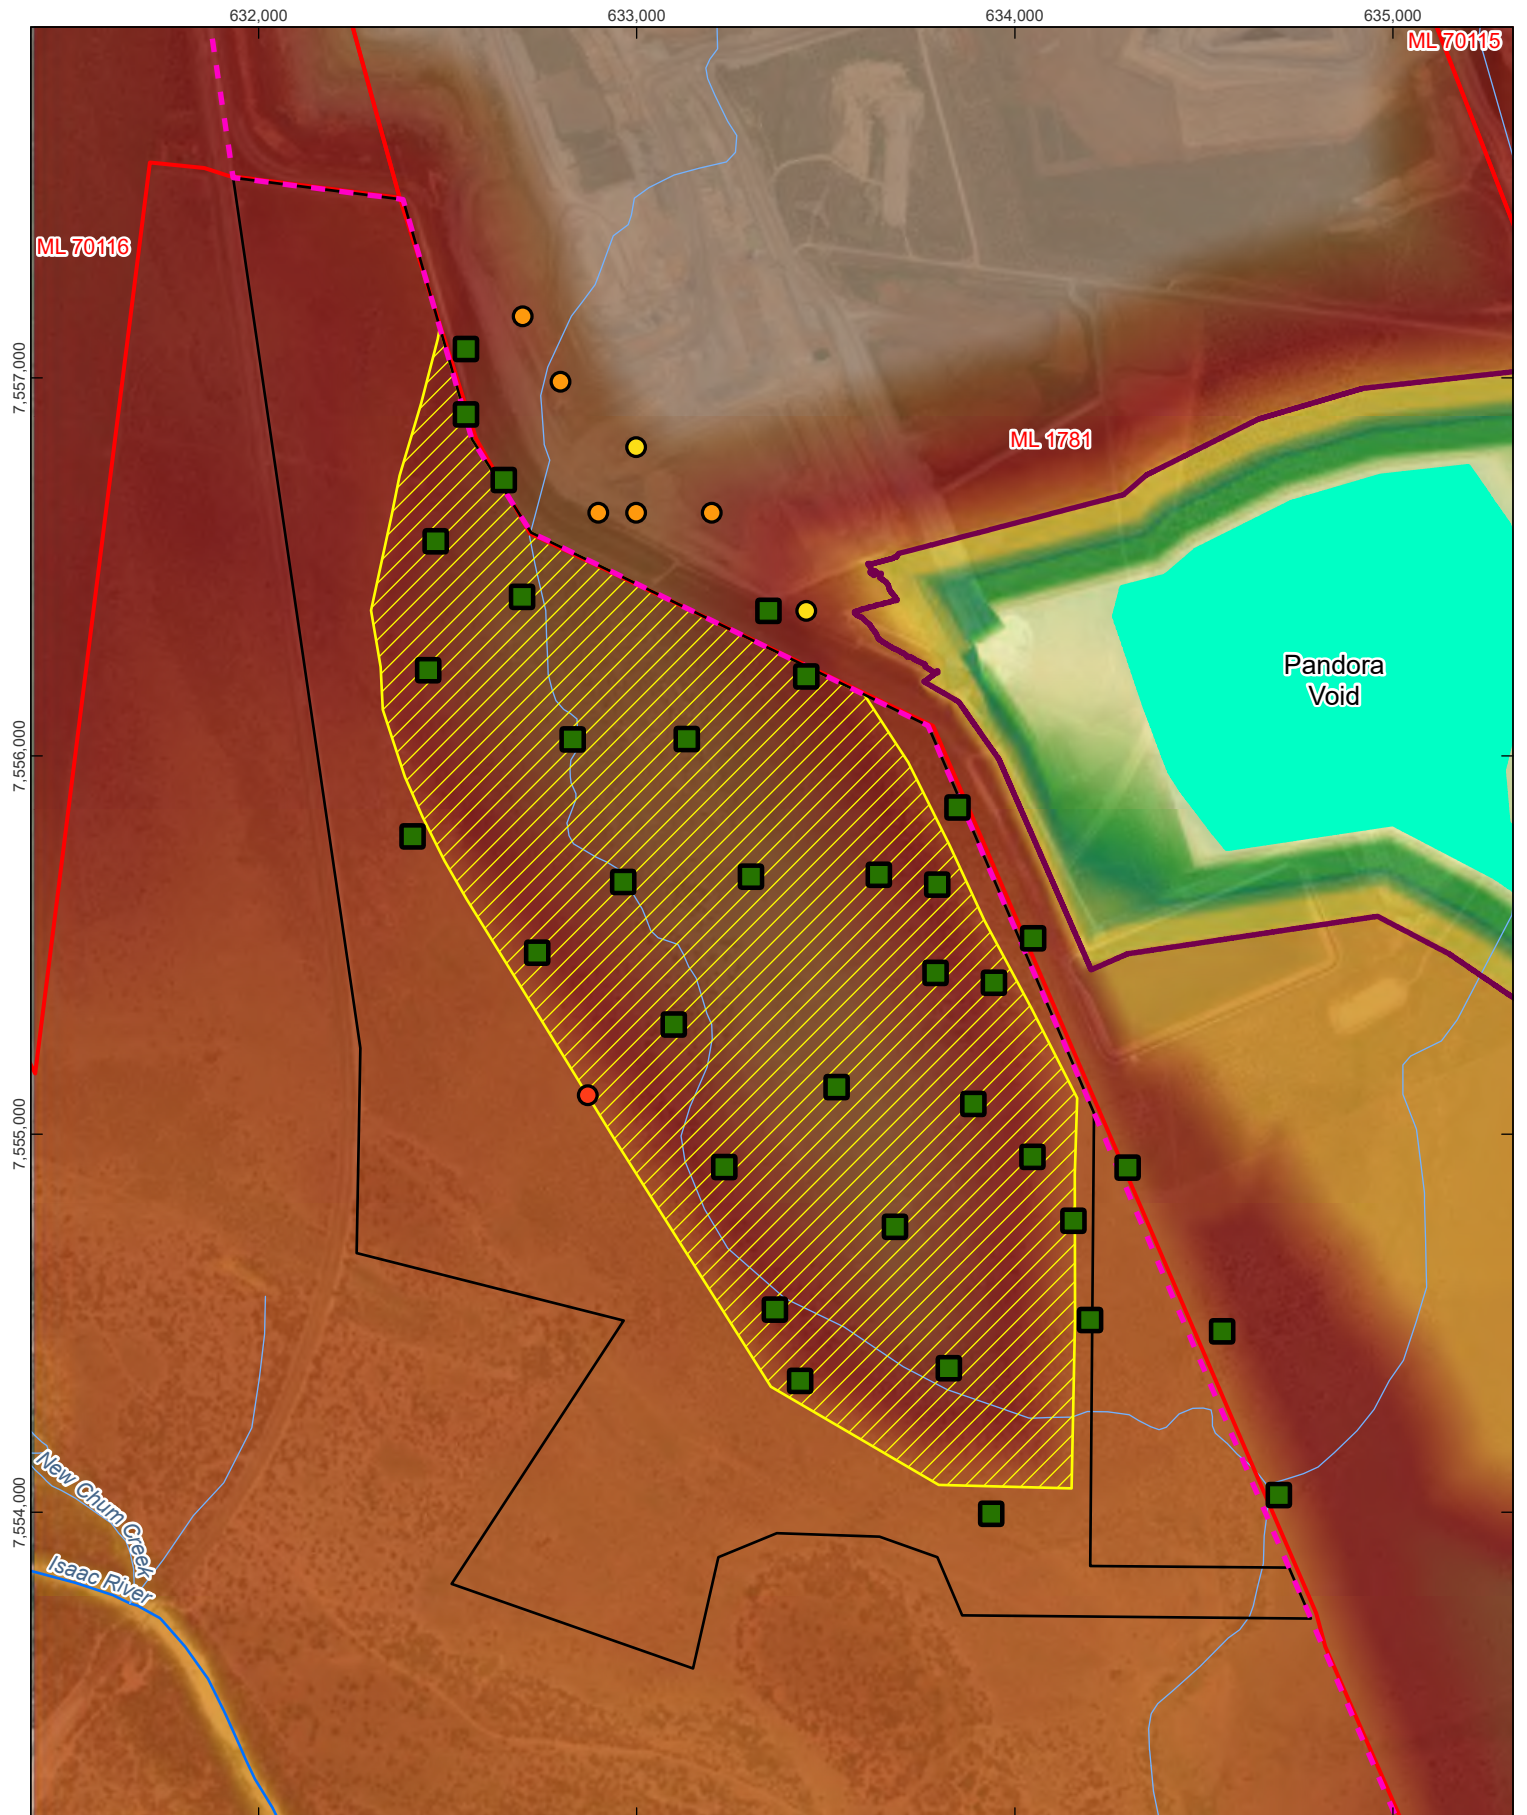 632,000
633,000
634,000
635,000
ML 70115
ML 70116
7,557,000
ML 1781
Pandora
Void
7,556,000
7,555,000
7,554,000
New Chum Creek
Isaac River